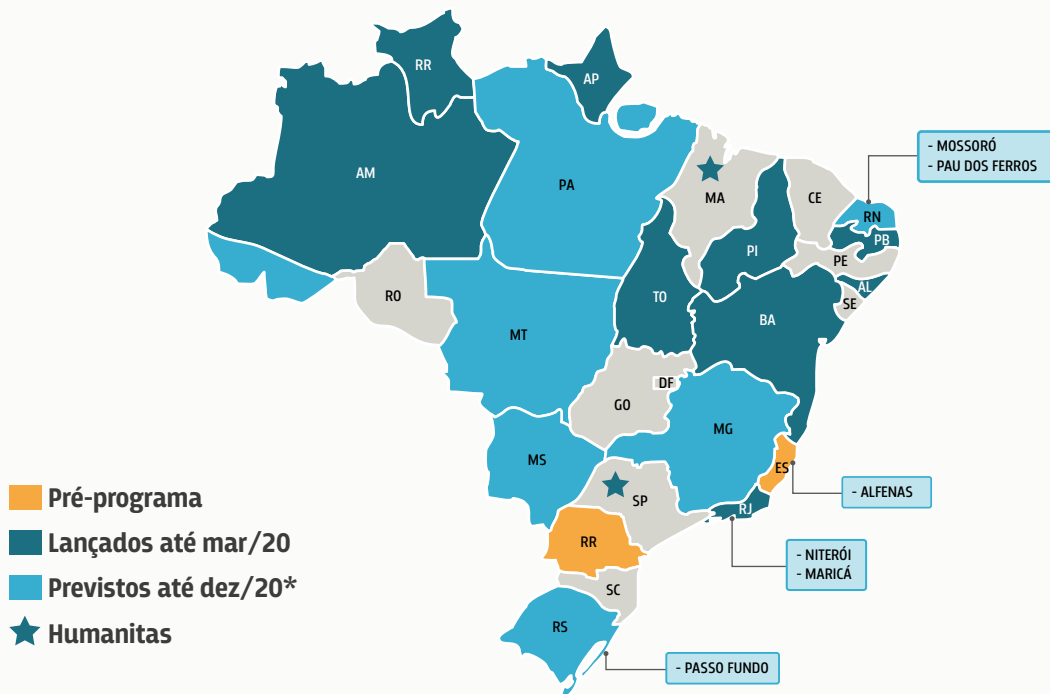 RR
AP
AM
PA
MA
CE
- MOSSORÓ
- PAU DOS FERROS
RN
PB
PI
PE
AL
SE
RO
TO
BA
MT
DF
GO
MG
MS
ES
- ALFENAS
SP
RJ
- NITERÓI
- MARICÁ
RR
SC
RS
- PASSO FUNDO
Pré-programa
Lançados até mar/20
Previstos até dez/20*
Humanitas